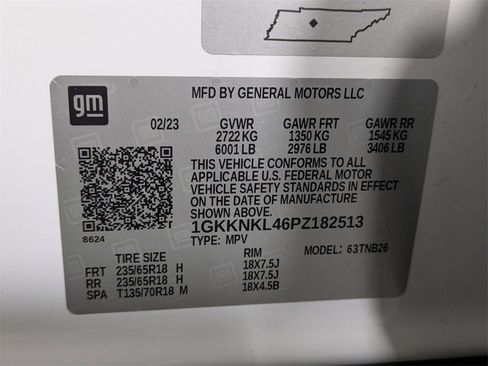 gm
MFD BY GENERAL MOTORS LLC
02/23 GVWR GAWR FRT GAWR RR
2722 KG 1350 KG 1545 KG
6001 LB 2976 LB 3406 LB
THIS VEHICLE CONFORMS TO ALL
APPLICABLE U.S. FEDERAL MOTOR
VEHICLE SAFETY STANDARDS IN EFFECT
ON THE DATE OF MANUFACTURE SHOWN
ABOVE.
8624
1GKKNKL46PZ182513
TYPE: MPV MODEL: 63TNB26
TIRE SIZE RIM
FRT 235/65R18 H 18X7.5J
RR 235/65R18 H 18X7.5J
SPA T135/70R18 M 18X4.5B